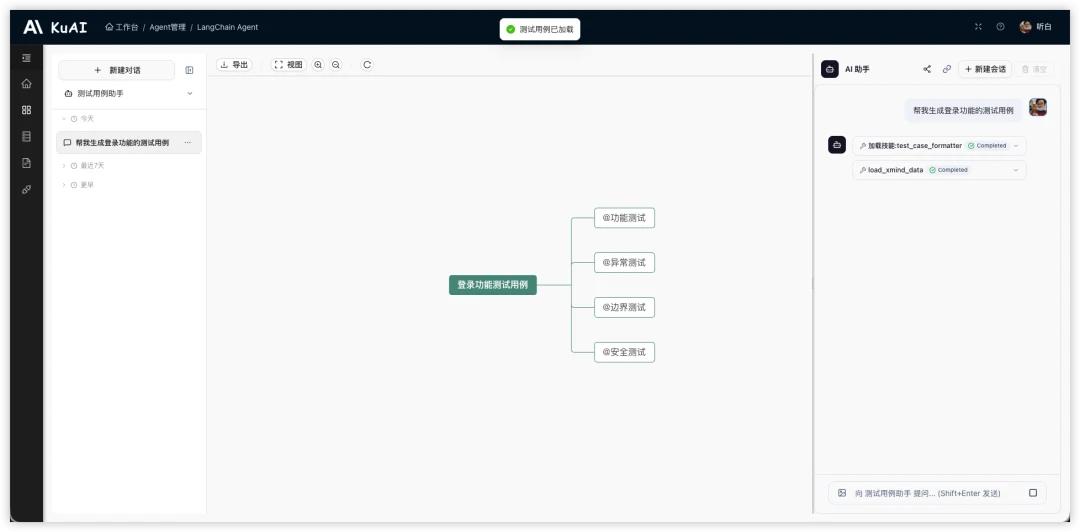 KuAI
工作台 / Agent管理 / LangChain Agent
测试用例已加载
昕白
新建对话
测试用例助手
今天
帮我生成登录功能的测试用例
最近7天
更早
导出
视图
登录功能测试用例
@功能测试
@异常测试
@边界测试
@安全测试
AI 助手
新建会话
清空
帮我生成登录功能的测试用例
加载技能:test_case_formatter Completed
load_xmind_data Completed
向 测试用例助手 提问... (Shift+Enter 发送)